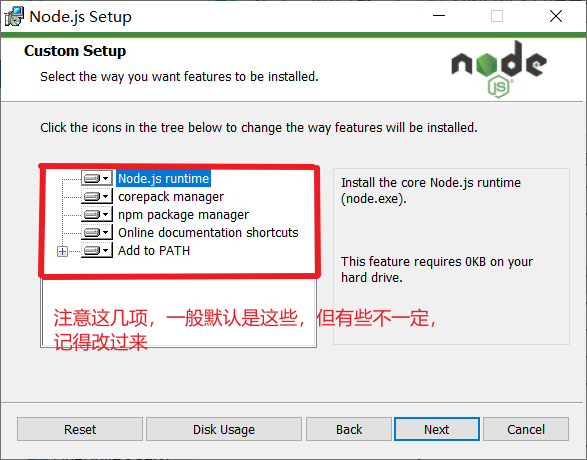 Node.js Setup
Custom Setup
Select the way you want features to be installed.
node
JS
Click the icons in the tree below to change the way features will be installed.
Node.js runtime
corepack manager
npm package manager
Online documentation shortcuts
Add to PATH
Install the core Node.js runtime
(node.exe).
This feature requires 0KB on your
hard drive.
注意这几项，一般默认是这些，但有些不一定，
记得改过来
Reset
Disk Usage
Back
Next
Cancel